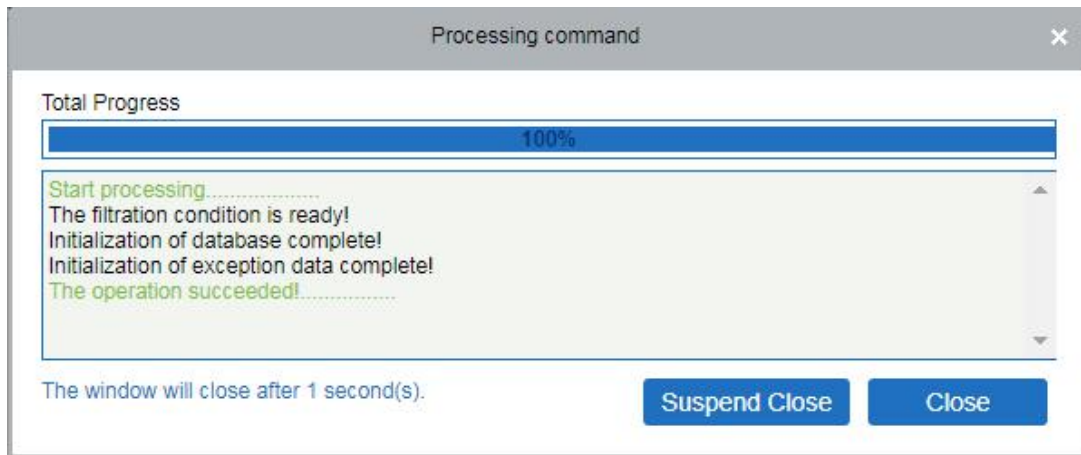 Processing command
Total Progress
100%
Start processing...................
The filtration condition is ready!
Initialization of database complete!
Initialization of exception data complete!
The operation succeeded!................
The window will close after 1 second(s).
Suspend Close
Close